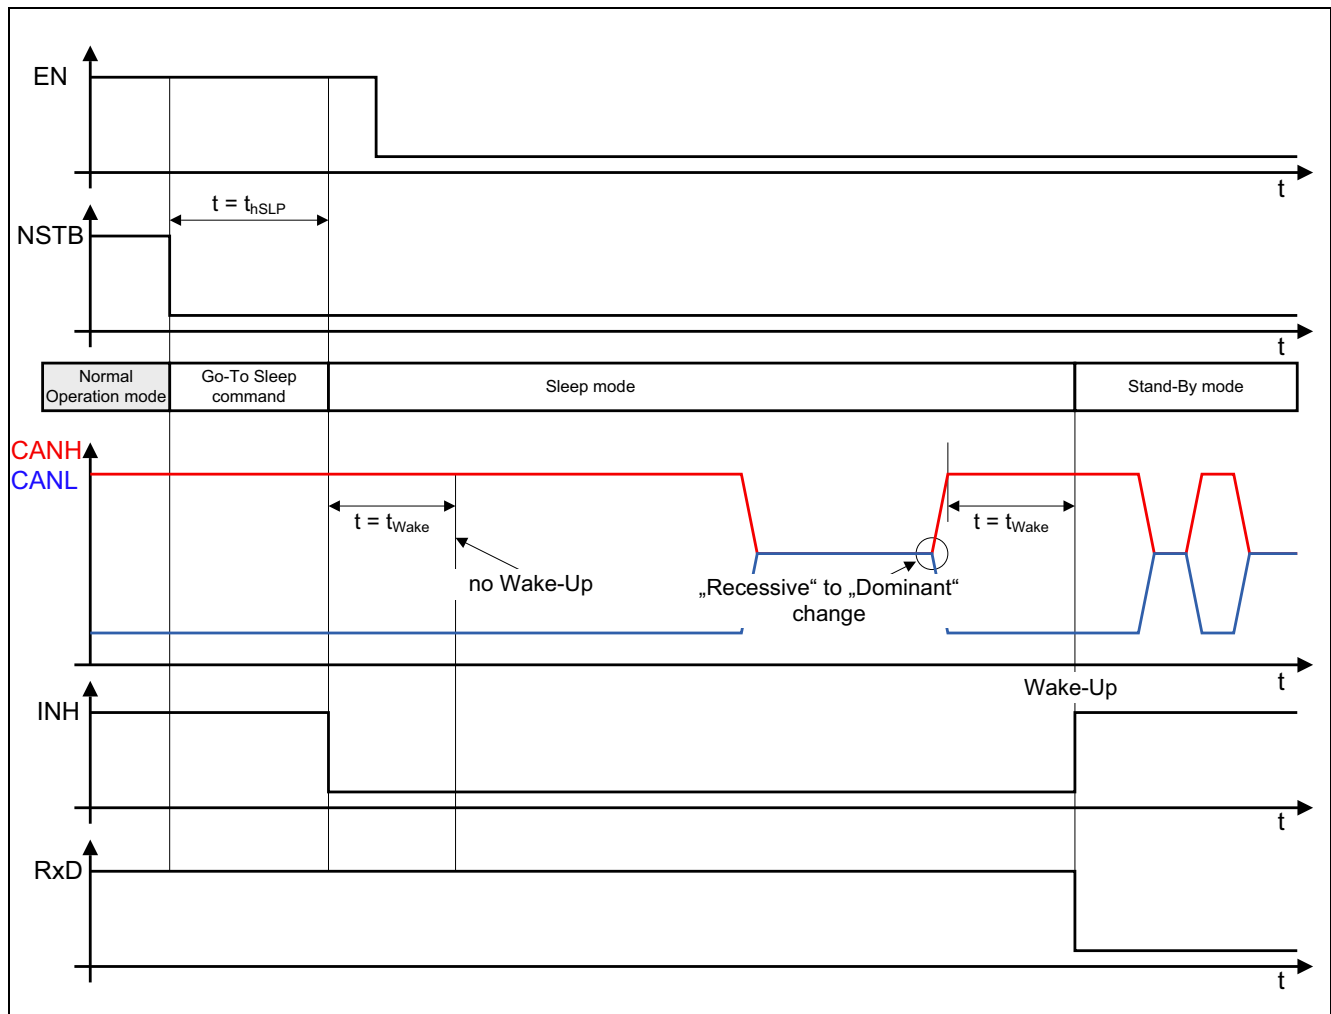 EN
t
t = thSLP
NSTB
t
Normal
Operation mode
Go-To Sleep
command
Sleep mode
Stand-By mode
CANH
CANL
t = tWake
t = tWake
no Wake-Up
„Recessive“ to „Dominant“
change
t
Wake-Up
INH
t
RxD
t